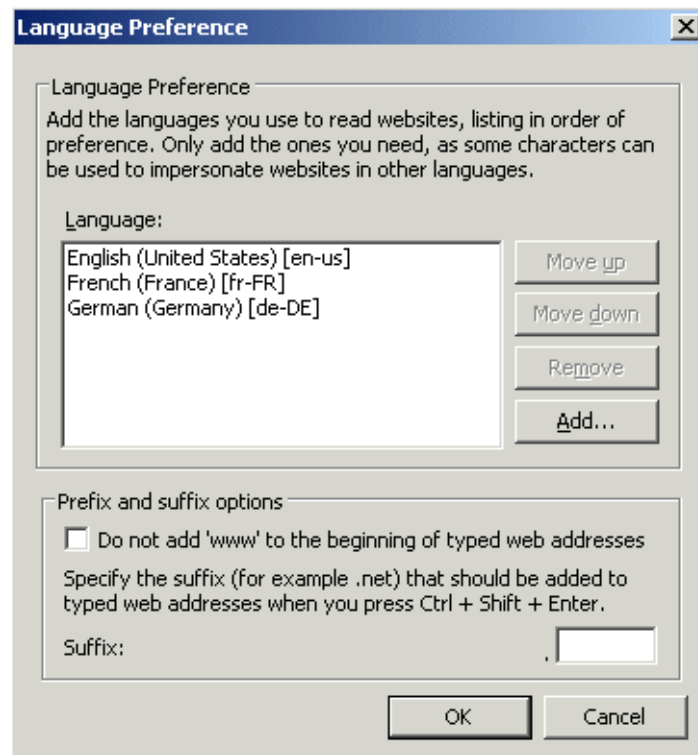 Language Preference
Language Preference
Add the languages you use to read websites, listing in order of
preference. Only add the ones you need, as some characters can
be used to impersonate websites in other languages.
Language:
English (United States) [en-us]
French (France) [fr-FR]
German (Germany) [de-DE]
Move up
Move down
Remove
Add...
Prefix and suffix options
Do not add 'www' to the beginning of typed web addresses
Specify the suffix (for example .net) that should be added to
typed web addresses when you press Ctrl + Shift + Enter.
Suffix: .
OK Cancel